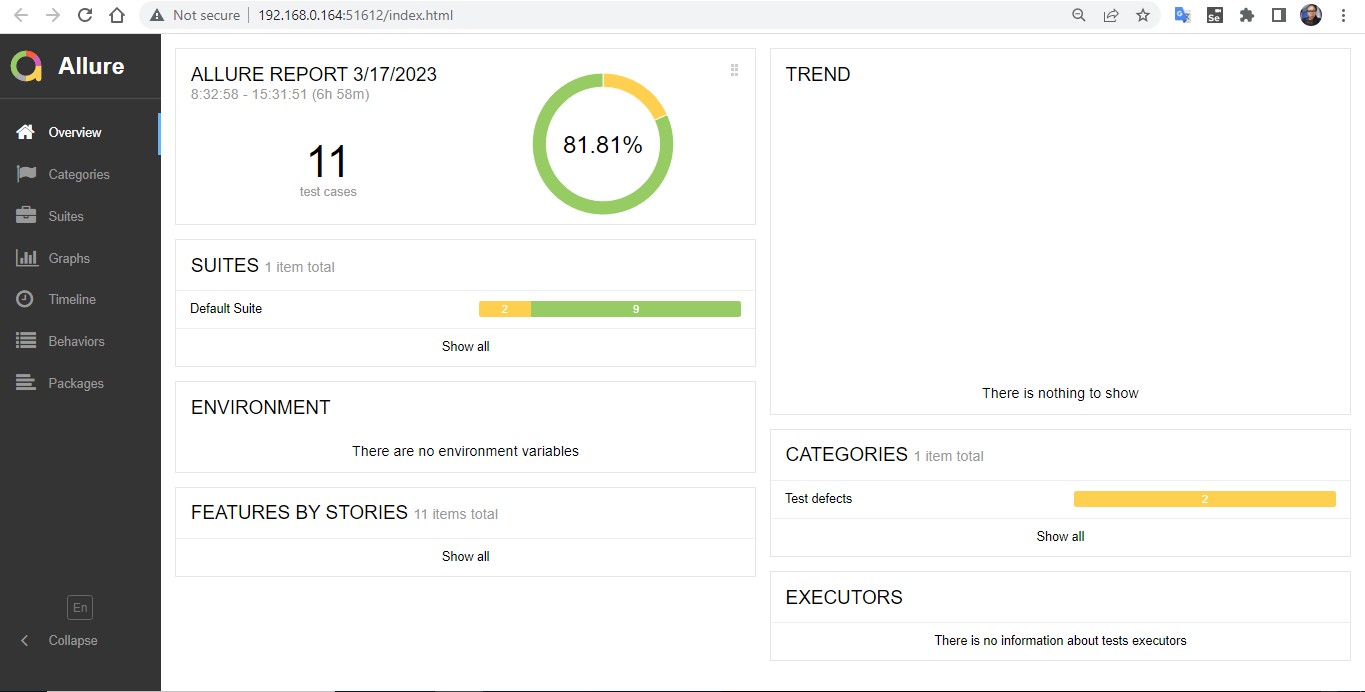 Not secure | 192.168.0.164:51612/index.html
Se
Allure
Overview
Categories
Suites
Graphs
Timeline
Behaviors
Packages
En
Collapse
ALLURE REPORT 3/17/2023
8:32:58 - 15:31:51 (6h 58m)
11
test cases
81.81%
SUITES 1 item total
Default Suite 2 9
Show all
ENVIRONMENT
There are no environment variables
FEATURES BY STORIES 11 items total
Show all
TREND
There is nothing to show
CATEGORIES 1 item total
Test defects 2
Show all
EXECUTORS
There is no information about tests executors